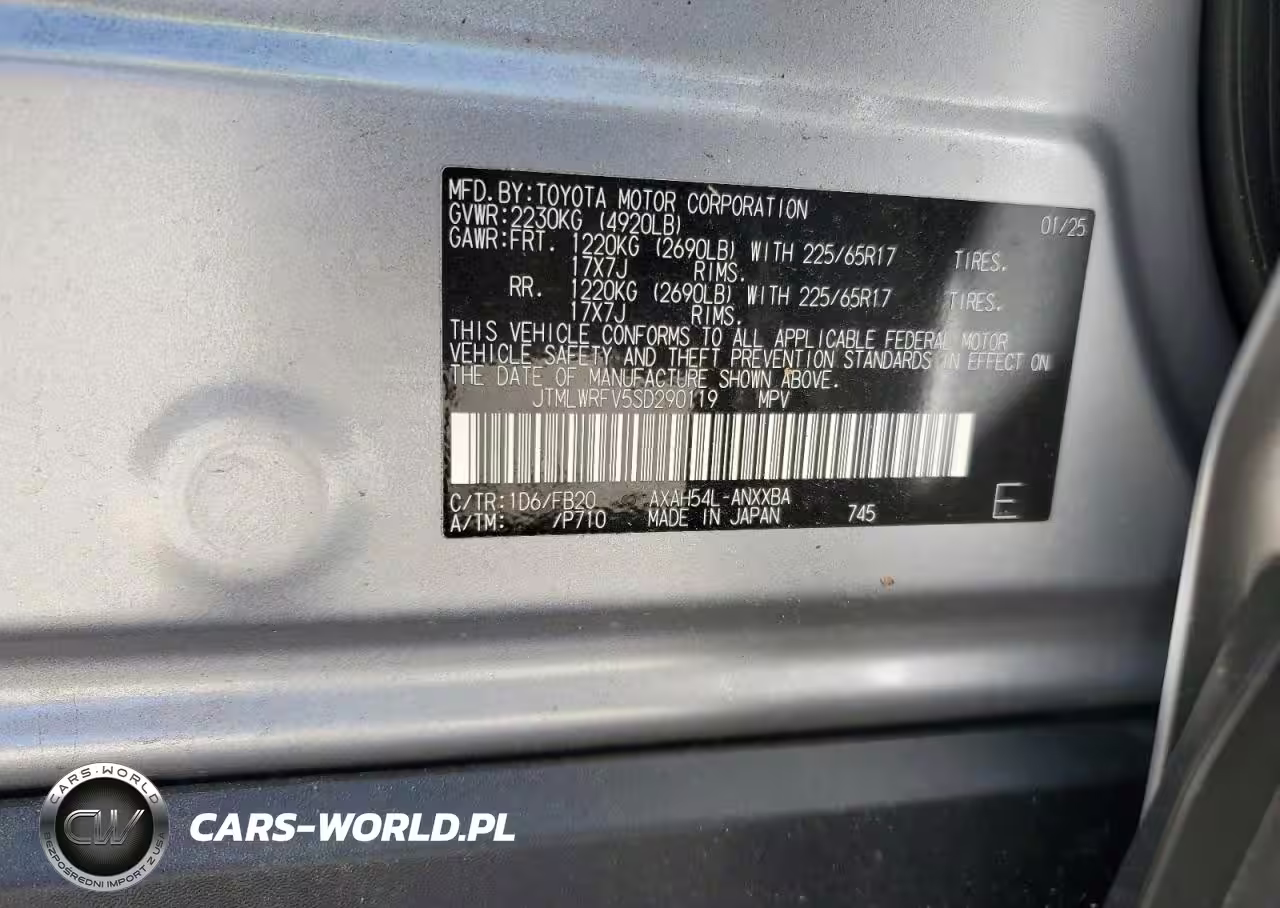 MFD.BY:TOYOTA MOTOR CORPORATION 01/25
GVWR:2230KG (4920LB)
GAWR:FRT. 1220KG (2690LB) WITH 225/65R17 TIRES.
17X7J RIMS.
RR. 1220KG (2690LB) WITH 225/65R17 TIRES.
17X7J RIMS.
THIS VEHICLE CONFORMS TO ALL APPLICABLE FEDERAL MOTOR
VEHICLE SAFETY AND THEFT PREVENTION STANDARDS IN EFFECT ON
THE DATE OF MANUFACTURE SHOWN ABOVE.
JTMLWRFV5SD290119 MPV
C/TR:1D6/FB20 AXAH54L-ANXXBA
A/TM: /P710 MADE IN JAPAN 745 E
CARS-WORLD
CW
BEZPOŚREDNI IMPORT Z USA
CARS-WORLD.PL